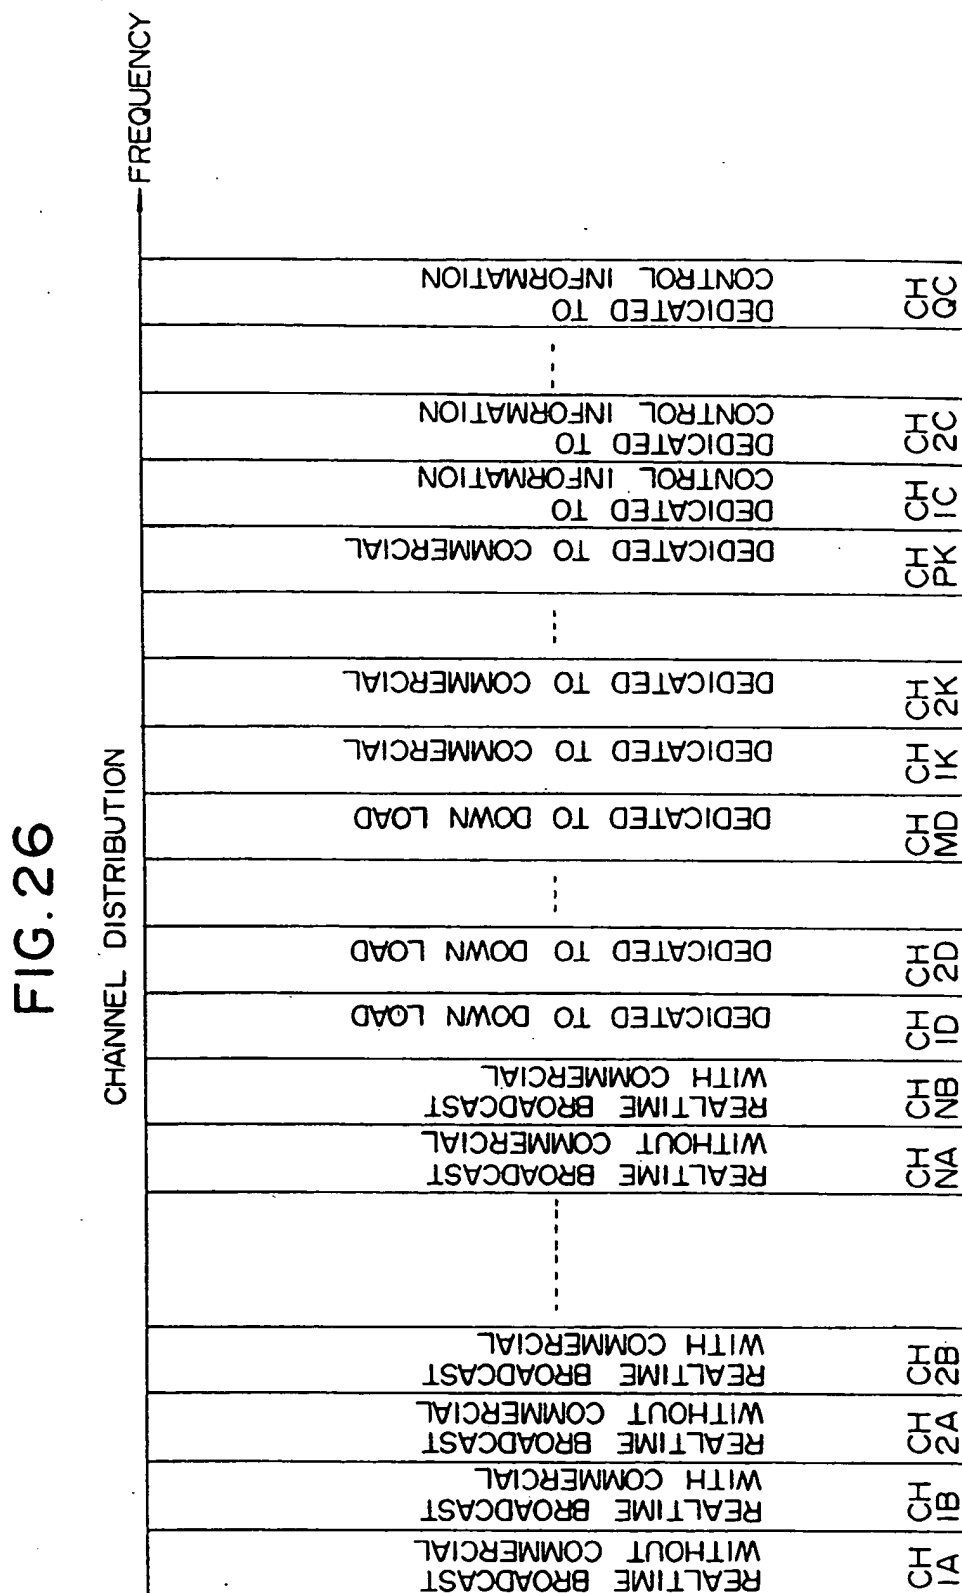 FIG. 26
CHANNEL DISTRIBUTION
FREQUENCY
REALTIME BROADCAST
WITHOUT COMMERCIAL
CH
1A
REALTIME BROADCAST
WITH COMMERCIAL
CH
1B
REALTIME BROADCAST
WITHOUT COMMERCIAL
CH
2A
REALTIME BROADCAST
WITH COMMERCIAL
CH
2B
REALTIME BROADCAST
WITHOUT COMMERCIAL
CH
NA
REALTIME BROADCAST
WITH COMMERCIAL
CH
NB
DEDICATED TO DOWN LOAD
CH
1D
DEDICATED TO DOWN LOAD
CH
2D
DEDICATED TO DOWN LOAD
CH
MD
DEDICATED TO COMMERCIAL
CH
1K
DEDICATED TO COMMERCIAL
CH
2K
DEDICATED TO COMMERCIAL
CH
PK
DEDICATED TO
CONTROL INFORMATION
CH
1C
DEDICATED TO
CONTROL INFORMATION
CH
2C
DEDICATED TO
CONTROL INFORMATION
CH
QC